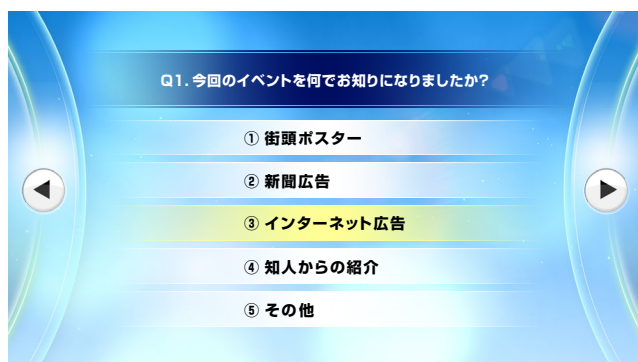 Q1. 今回のイベントを何でお知りになりましたか?
① 街頭ポスター
② 新聞広告
③ インターネット広告
④ 知人からの紹介
⑤ その他